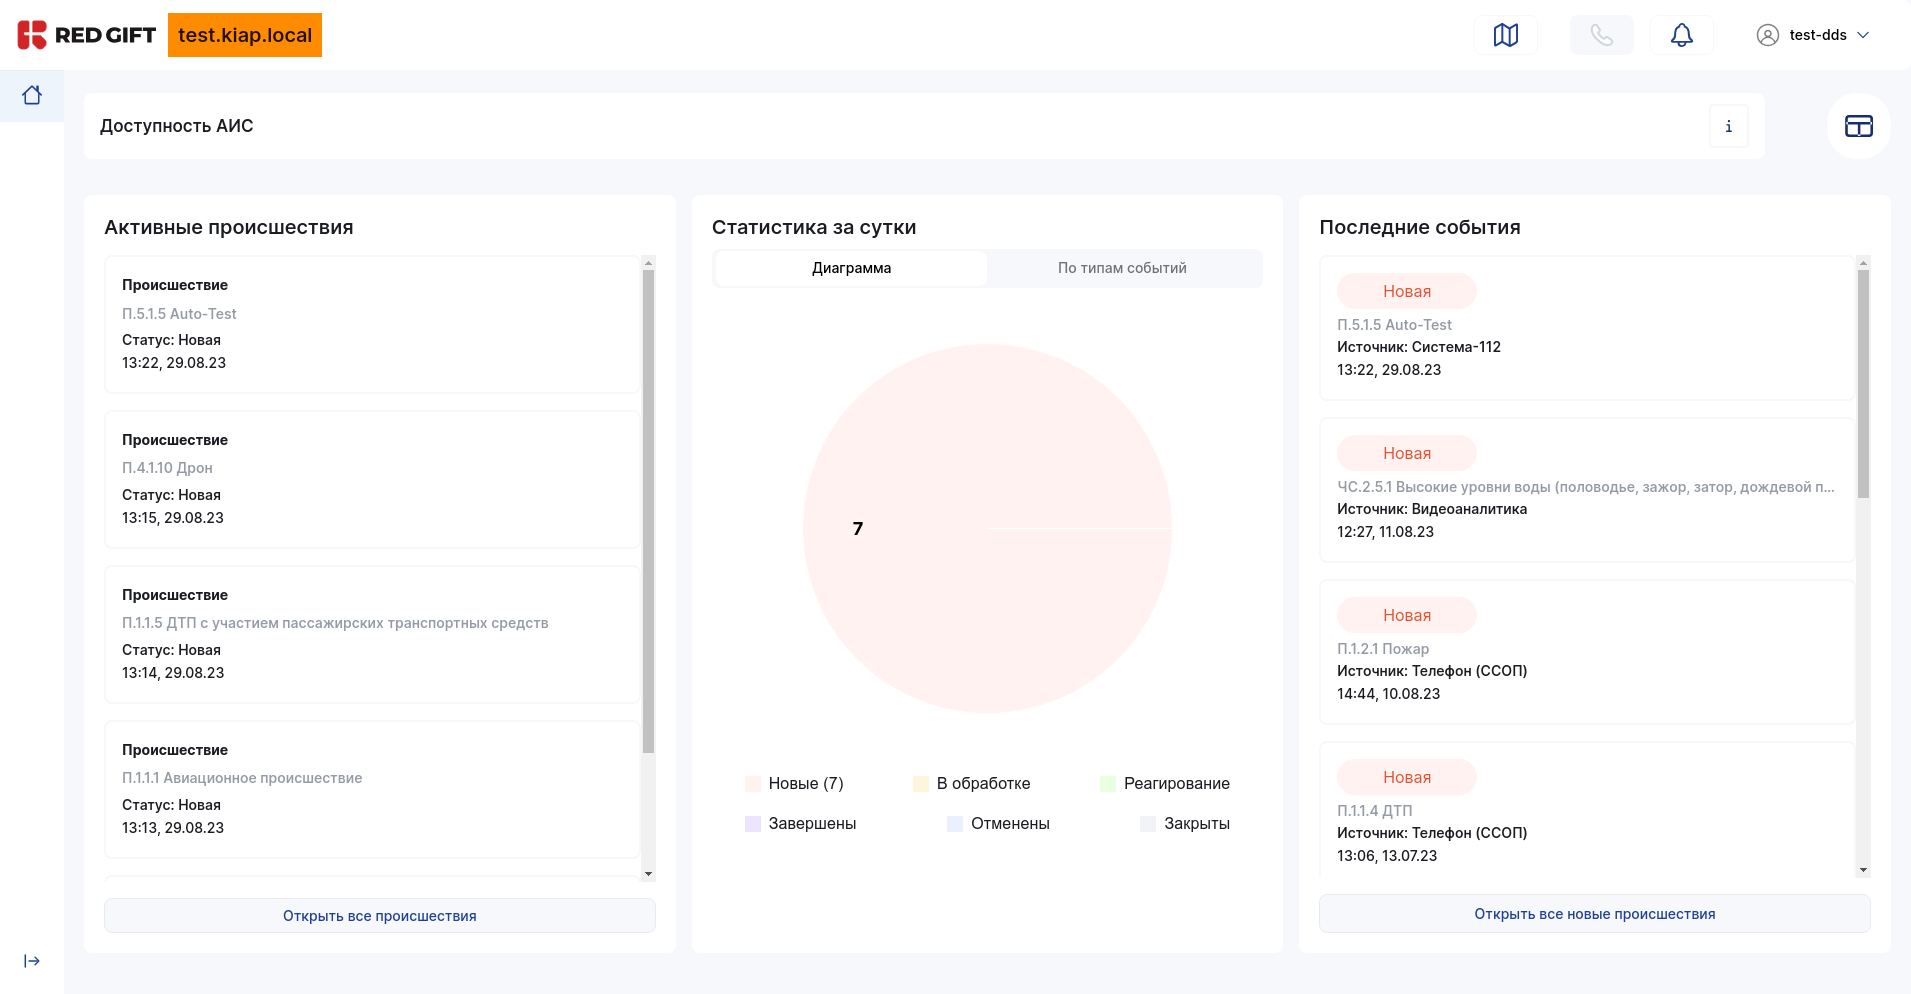 RED GIFT
test.kiap.local
test-dds
Доступность АИС
i
Активные происшествия
Происшествие
П.5.1.5 Auto-Test
Статус: Новая
13:22, 29.08.23
Происшествие
П.4.1.10 Дрон
Статус: Новая
13:15, 29.08.23
Происшествие
П.1.1.5 ДТП с участием пассажирских транспортных средств
Статус: Новая
13:14, 29.08.23
Происшествие
П.1.1.1 Авиационное происшествие
Статус: Новая
13:13, 29.08.23
Открыть все происшествия
Статистика за сутки
Диаграмма
По типам событий
7
Новые (7)
В обработке
Реагирование
Завершены
Отменены
Закрыты
Последние события
Новая
П.5.1.5 Auto-Test
Источник: Система-112
13:22, 29.08.23
Новая
ЧС.2.5.1 Высокие уровни воды (половодье, зажор, затор, дождевой п...
Источник: Видеоаналитика
12:27, 11.08.23
Новая
П.1.2.1 Пожар
Источник: Телефон (ССОП)
14:44, 10.08.23
Новая
П.1.1.4 ДТП
Источник: Телефон (ССОП)
13:06, 13.07.23
Открыть все новые происшествия